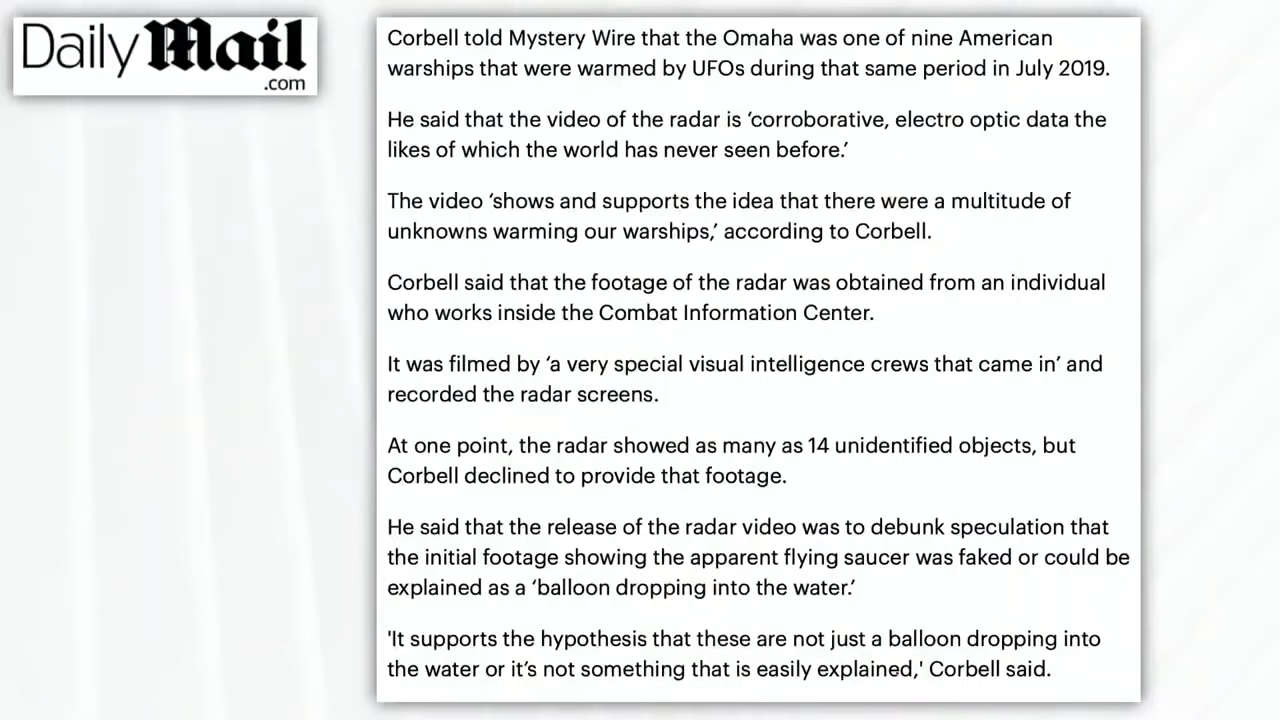 Daily Mail
.com
Corbell told Mystery Wire that the Omaha was one of nine American
warships that were warmed by UFOs during that same period in July 2019.
He said that the video of the radar is ‘corroborative, electro optic data the
likes of which the world has never seen before.’
The video ‘shows and supports the idea that there were a multitude of
unknowns warming our warships,’ according to Corbell.
Corbell said that the footage of the radar was obtained from an individual
who works inside the Combat Information Center.
It was filmed by ‘a very special visual intelligence crews that came in’ and
recorded the radar screens.
At one point, the radar showed as many as 14 unidentified objects, but
Corbell declined to provide that footage.
He said that the release of the radar video was to debunk speculation that
the initial footage showing the apparent flying saucer was faked or could be
explained as a ‘balloon dropping into the water.’
'It supports the hypothesis that these are not just a balloon dropping into
the water or it’s not something that is easily explained,' Corbell said.